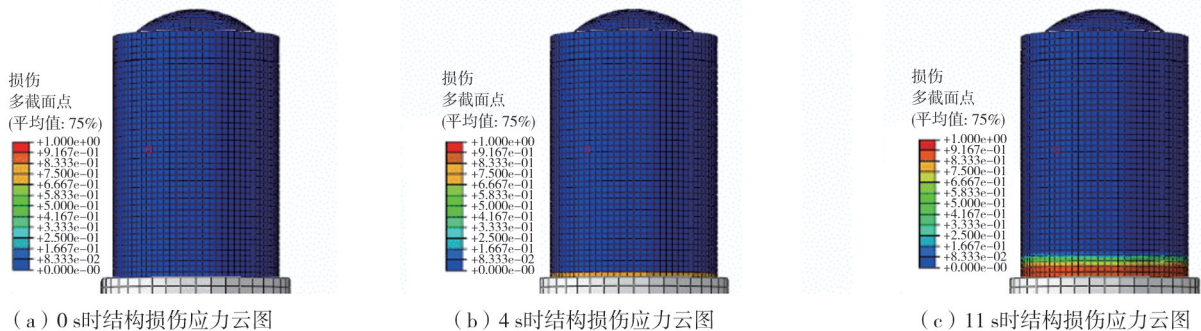 损伤
多截面点
(平均值: 75%)
+1.000e+00
+9.167e-01
+8.333e-01
+7.500e-01
+6.667e-01
+5.833e-01
+5.000e-01
+4.167e-01
+3.333e-01
+2.500e-01
+1.667e-01
+8.333e-02
+0.000e-00
(a) 0 s时结构损伤应力云图
损伤
多截面点
(平均值: 75%)
+1.000e+00
+9.167e-01
+8.333e-01
+7.500e-01
+6.667e-01
+5.833e-01
+5.000e-01
+4.167e-01
+3.333e-01
+2.500e-01
+1.667e-01
+8.333e-02
+0.000e-00
(b) 4 s时结构损伤应力云图
损伤
多截面点
(平均值: 75%)
+1.000e+00
+9.167e-01
+8.333e-01
+7.500e-01
+6.667e-01
+5.833e-01
+5.000e-01
+4.167e-01
+3.333e-01
+2.500e-01
+1.667e-01
+8.333e-02
+0.000e-00
(c) 11 s时结构损伤应力云图